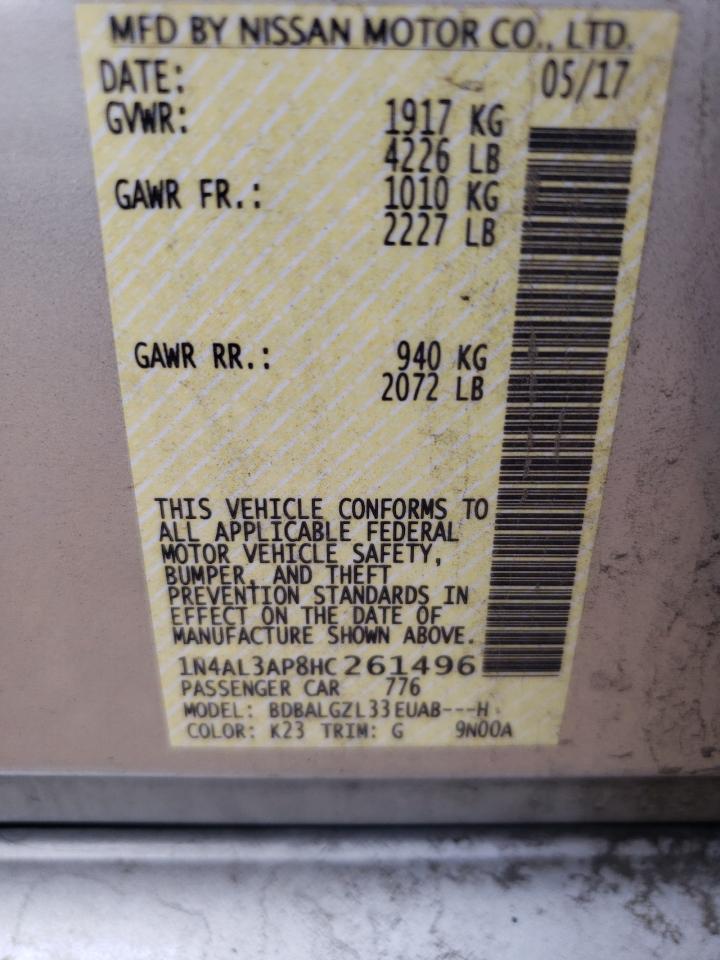 MFD BY NISSAN MOTOR CO., LTD.
DATE: 05/17
GVWR: 1917 KG
4226 LB
GAWR FR.: 1010 KG
2227 LB
GAWR RR.: 940 KG
2072 LB
THIS VEHICLE CONFORMS TO
ALL APPLICABLE FEDERAL
MOTOR VEHICLE SAFETY,
BUMPER, AND THEFT
PREVENTION STANDARDS IN
EFFECT ON THE DATE OF
MANUFACTURE SHOWN ABOVE.
1N4AL3AP8HC261496
PASSENGER CAR 776
MODEL: BDBALGZL33EUAB---H
COLOR: K23 TRIM: G 9N00A